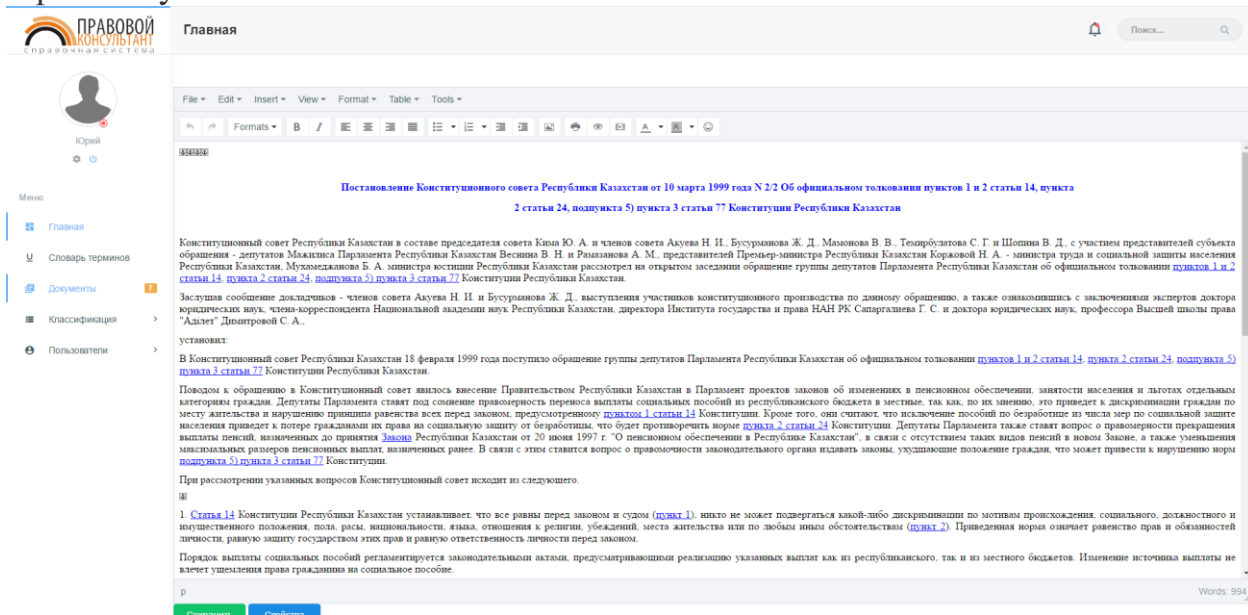 ПРАВОВОЙ
КОНСУЛЬТАНТ
справочная система
Главная
Поиск...
Юрий
Меню
Главная
Словарь терминов
Документы 7
Классификация
Пользователи
File Edit Insert View Format Table Tools
Formats B I A A
Постановление Конституционного совета Республики Казахстан от 10 марта 1999 года N 2/2 Об официальном толковании пунктов 1 и 2 статьи 14, пункта
2 статьи 24, подпункта 5) пункта 3 статьи 77 Конституции Республики Казахстан
Конституционный совет Республики Казахстан в составе председателя совета Кима Ю. А. и членов совета Акуева Н. И., Бусурманова Ж. Д., Мамонова В. В., Темирбулатова С. Г. и Шопина В. Д., с участием представителей субъекта
обращения - депутатов Мажилиса Парламента Республики Казахстан Веснина В. Н. и Рамазанова А. М., представителей Премьер-министра Республики Казахстан Коржовой Н. А. - министра труда и социальной защиты населения
Республики Казахстан, Мухамеджанова Б. А. министра юстиции Республики Казахстан рассмотрел на открытом заседании обращение группы депутатов Парламента Республики Казахстан об официальном толковании пунктов 1 и 2
статьи 14, пункта 2 статьи 24, подпункта 5) пункта 3 статьи 77 Конституции Республики Казахстан.
Заслушав сообщение докладчиков - членов совета Акуева Н. И. и Бусурманова Ж. Д., выступления участников конституционного производства по данному обращению, а также ознакомившись с заключениями экспертов доктора
юридических наук, члена-корреспондента Национальной академии наук Республики Казахстан, директора Института государства и права НАН РК Сапаргалиева Г. С. и доктора юридических наук, профессора Высшей школы права
"Адiлет" Димитровой С. А.,
установил:
В Конституционный совет Республики Казахстан 18 февраля 1999 года поступило обращение группы депутатов Парламента Республики Казахстан об официальном толковании пунктов 1 и 2 статьи 14, пункта 2 статьи 24, подпункта 5)
пункта 3 статьи 77 Конституции Республики Казахстан.
Поводом к обращению в Конституционный совет явилось внесение Правительством Республики Казахстан в Парламент проектов законов об изменениях в пенсионном обеспечении, занятости населения и льготах отдельным
категориям граждан. Депутаты Парламента ставят под сомнение правомерность переноса выплаты социальных пособий из республиканского бюджета в местные, так как, по их мнению, это приведет к дискриминации граждан по
месту жительства и нарушению принципа равенства всех перед законом, предусмотренному пунктом 1 статьи 14 Конституции. Кроме того, они считают, что исключение пособий по безработице из числа мер по социальной защите
населения приведет к потере гражданами их права на социальную защиту от безработицы, что будет противоречить норме пункта 2 статьи 24 Конституции. Депутаты Парламента также ставят вопрос о правомерности прекращения
выплаты пенсий, назначенных до принятия Закона Республики Казахстан от 20 июня 1997 г. "О пенсионном обеспечении в Республике Казахстан", в связи с отсутствием таких видов пенсий в новом Законе, а также уменьшения
максимальных размеров пенсионных выплат, назначенных ранее. В связи с этим ставится вопрос о правомочности законодательного органа издавать законы, ухудшающие положение граждан, что может привести к нарушению норм
подпункта 5) пункта 3 статьи 77 Конституции.
При рассмотрении указанных вопросов Конституционный совет исходит из следующего.
1. Статья 14 Конституции Республики Казахстан устанавливает, что все равны перед законом и судом (пункт 1), никто не может подвергаться какой-либо дискриминации по мотивам происхождения, социального, должностного и
имущественного положения, пола, расы, национальности, языка, отношения к религии, убеждений, места жительства или по любым иным обстоятельствам (пункт 2). Приведенная норма означает равенство прав и обязанностей
личности, равную защиту государством этих прав и равную ответственность личности перед законом.
Порядок выплаты социальных пособий регламентируется законодательными актами, предусматривающими реализацию указанных выплат как из республиканского, так и из местного бюджетов. Изменение источника выплаты не
влечет ущемления права гражданина на социальное пособие.
p
Words: 994
Сохранить Свойства